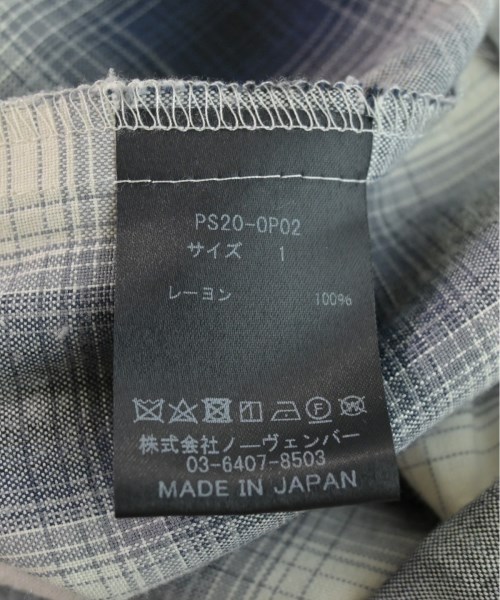 PS20-OP02
サイズ 1
レーヨン 100%
株式会社ノーヴェンバー
03-6407-8503
MADE IN JAPAN